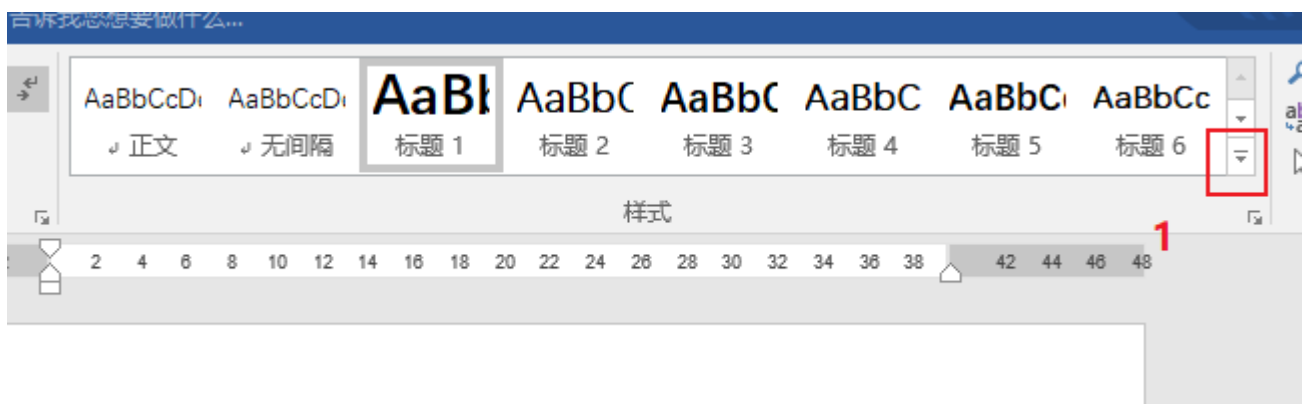 告诉我您想要做什么...
AaBbCcD AaBbCcD AaBb AaBbC AaBbC AaBbC AaBbC AaBbCc
↲ 正文 ↲ 无间隔 标题 1 标题 2 标题 3 标题 4 标题 5 标题 6
样式
1
2 4 6 8 10 12 14 16 18 20 22 24 26 28 30 32 34 36 38 42 44 46 48